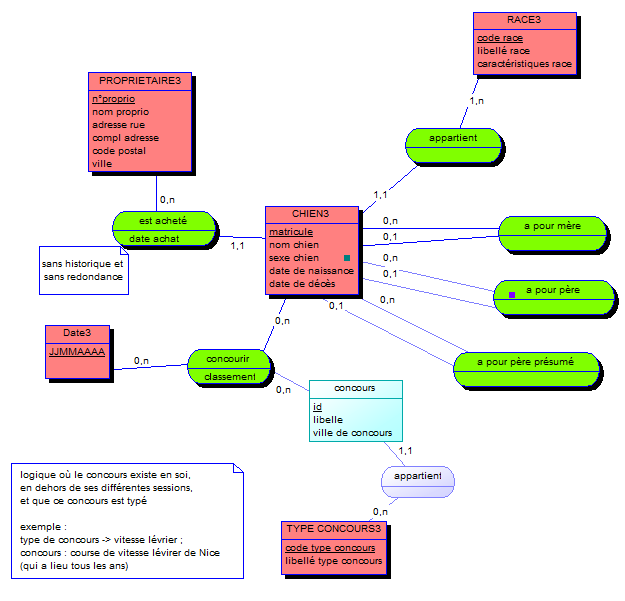 RACE3
code race
libellé race
caractéristiques race
1,n
appartient
1,1
PROPRIETAIRE3
n°proprio
nom proprio
adresse rue
compl adresse
code postal
ville
0,n
est acheté
date achat
1,1
sans historique et
sans redondance
CHIEN3
matricule
nom chien
sexe chien
date de naissance
date de décès
0,n
0,1
a pour mère
0,n
0,1
a pour père
0,n
0,1
a pour père présumé
0,n
Date3
JJMMAAAA
0,n
concourir
classement
0,n
concours
id
libelle
ville de concours
1,1
appartient
0,n
TYPE CONCOURS3
code type concours
libellé type concours
logique où le concours existe en soi,
en dehors de ses différentes sessions,
et que ce concours est typé
exemple :
type de concours -> vitesse lévrier ;
concours : course de vitesse lévirer de Nice
(qui a lieu tous les ans)